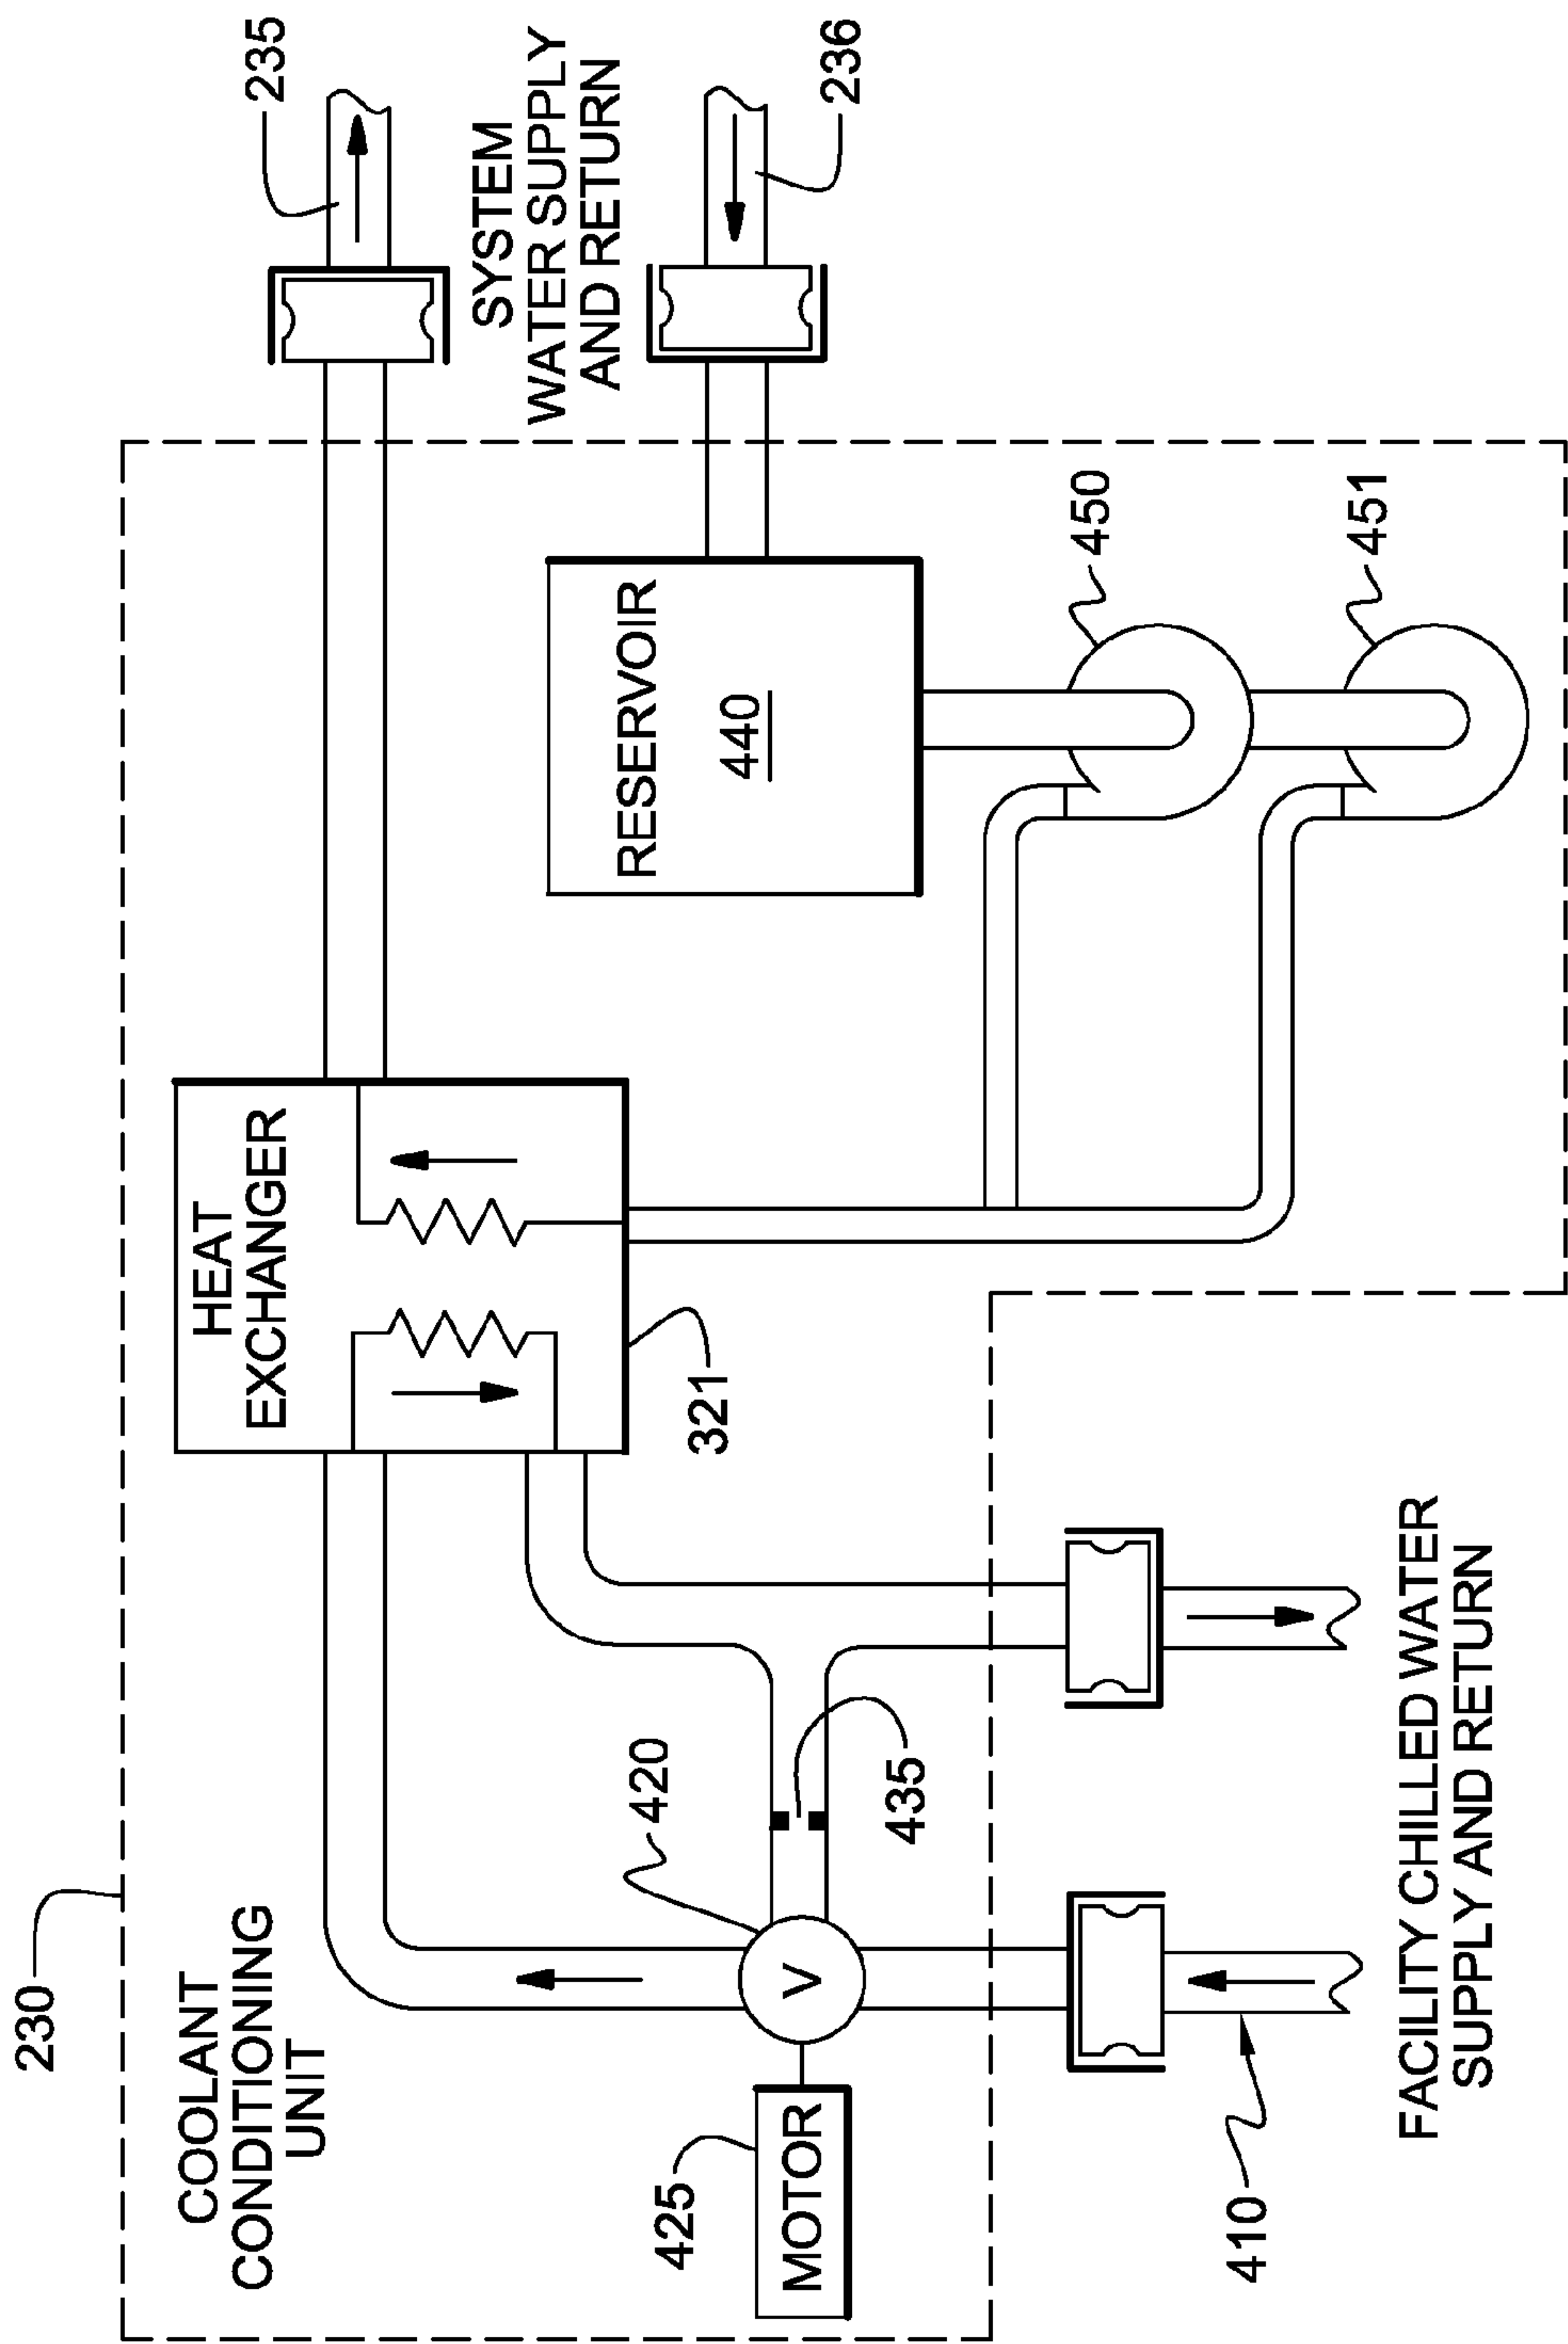 230
COOLANT
CONDITIONING
UNIT
HEAT
EXCHANGER
235
SYSTEM
WATER SUPPLY
AND RETURN
236
RESERVOIR
440
450
451
321
420
435
V
425
MOTOR
410
FACILITY CHILLED WATER
SUPPLY AND RETURN